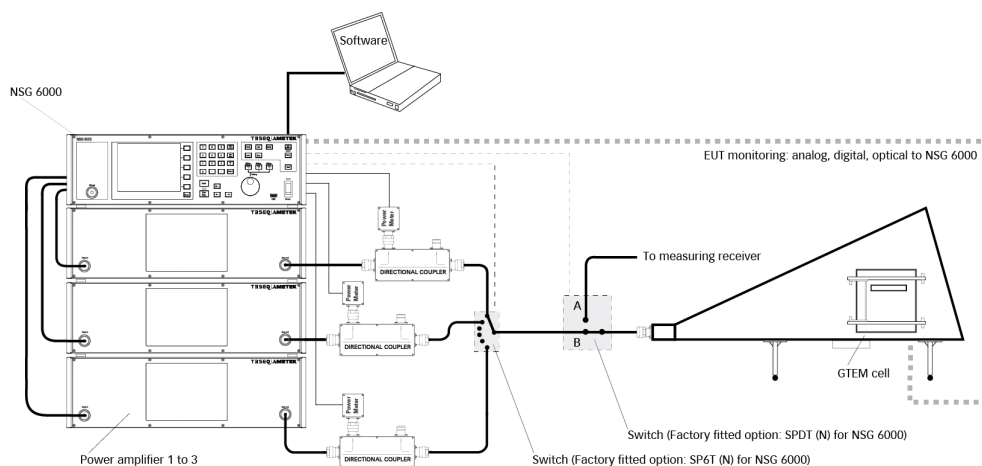 Software
NSG 6000
NSG 6000
TESEQ AMETEK
EUT monitoring: analog, digital, optical to NSG 6000
Power
Meter
TESEQ AMETEK
To measuring receiver
DIRECTIONAL COUPLER
A
B
Power
Meter
TESEQ AMETEK
DIRECTIONAL COUPLER
GTEM cell
TESEQ AMETEK
Power
Meter
Switch (Factory fitted option: SPDT (N) for NSG 6000)
DIRECTIONAL COUPLER
Power amplifier 1 to 3
Switch (Factory fitted option: SP6T (N) for NSG 6000)